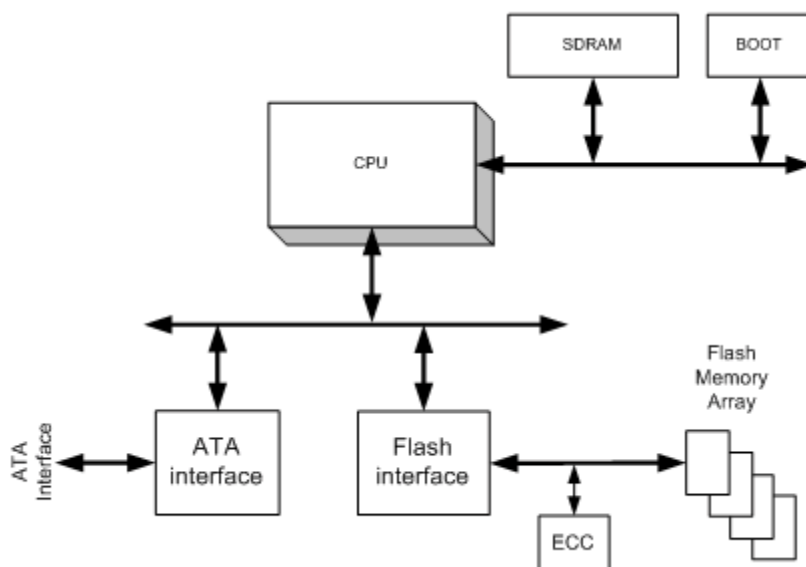 SDRAM
BOOT
CPU
Flash
Memory
Array
ATA
Interface
ATA
interface
Flash
interface
ECC